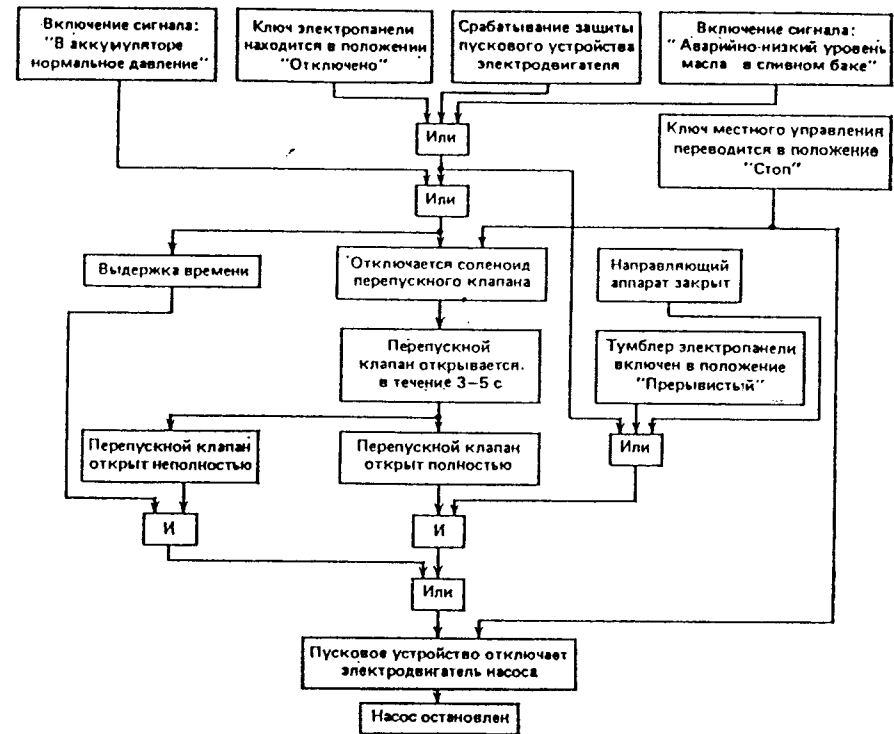 Включение сигнала:
"В аккумуляторе
нормальное давление"
Ключ электропанели
находится в положении
"Отключено"
Срабатывание защиты
пускового устройства
электродвигателя
Включение сигнала:
"Аварийно-низкий уровень
масла в сливном баке"
Или
Ключ местного управления
переводится в положение
"Стоп"
Или
Выдержка времени
Отключается соленоид
перепускного клапана
Направляющий
аппарат закрыт
Перепускной
клапан открывается
в течение 3–5 с
Тумблер электропанели
включен в положение
"Прерывистый"
Перепускной клапан
открыт неполностью
Перепускной клапан
открыт полностью
Или
И
И
Или
Пусковое устройство отключает
электродвигатель насоса
Насос остановлен